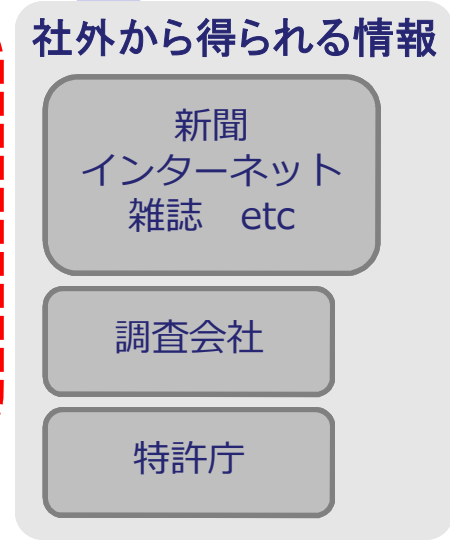 社外から得られる情報
新聞
インターネット
雑誌　etc
調査会社
特許庁